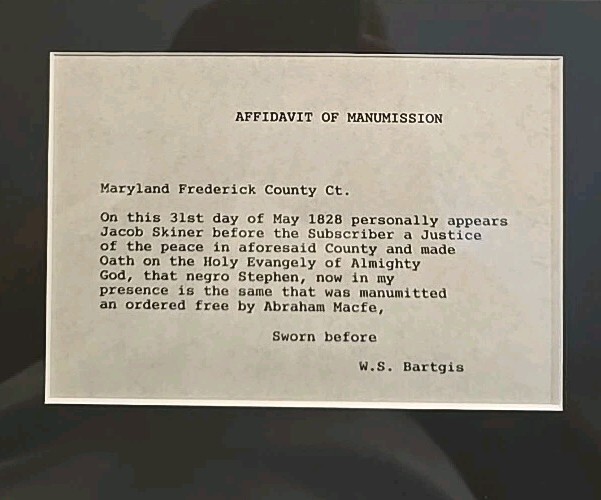 AFFIDAVIT OF MANUMISSION
Maryland Frederick County Ct.
On this 31st day of May 1828 personally appears
Jacob Skiner before the Subscriber a Justice
of the peace in aforesaid County and made
Oath on the Holy Evangely of Almighty
God, that negro Stephen, now in my
presence is the same that was manumitted
an ordered free by Abraham Macfe,
Sworn before
W.S. Bartgis